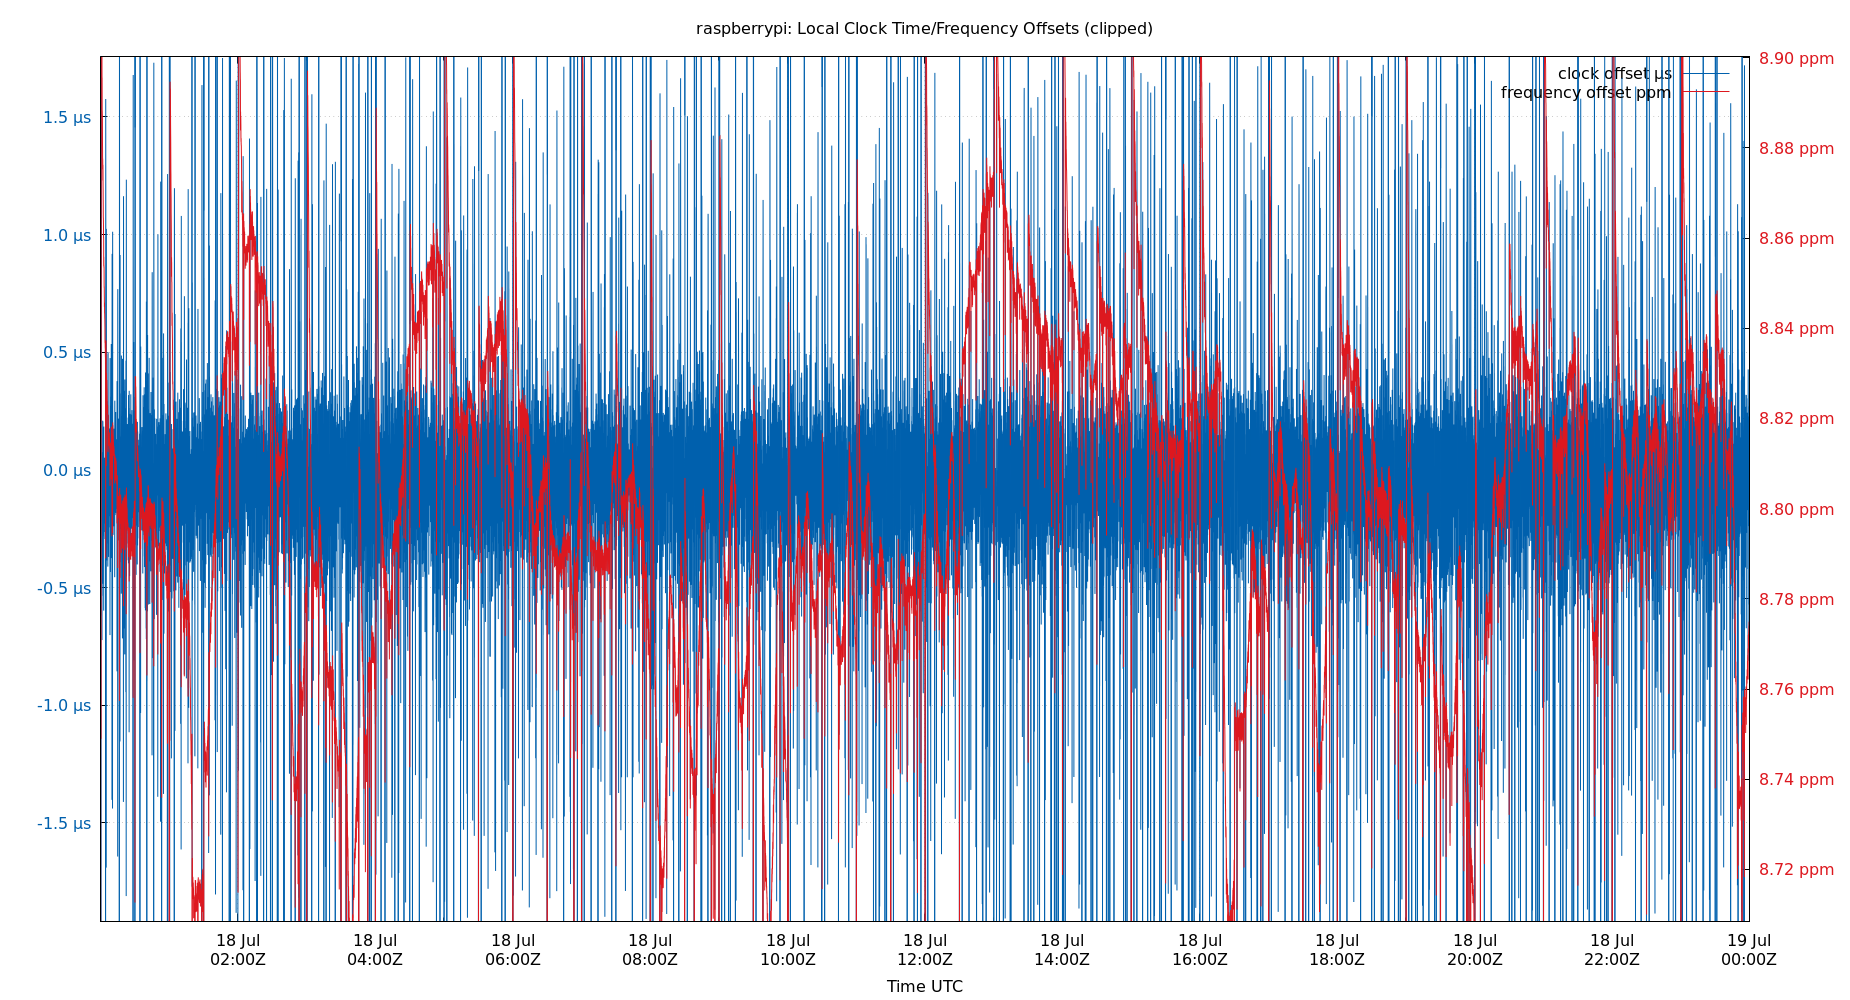 raspberrypi: Local Clock Time/Frequency Offsets (clipped)
clock offset µs
frequency offset ppm
1.5 µs
1.0 µs
0.5 µs
0.0 µs
-0.5 µs
-1.0 µs
-1.5 µs
8.90 ppm
8.88 ppm
8.86 ppm
8.84 ppm
8.82 ppm
8.80 ppm
8.78 ppm
8.76 ppm
8.74 ppm
8.72 ppm
18 Jul 18 Jul 18 Jul 18 Jul 18 Jul 18 Jul 18 Jul 18 Jul 18 Jul 18 Jul 18 Jul 19 Jul
02:00Z 04:00Z 06:00Z 08:00Z 10:00Z 12:00Z 14:00Z 16:00Z 18:00Z 20:00Z 22:00Z 00:00Z
Time UTC